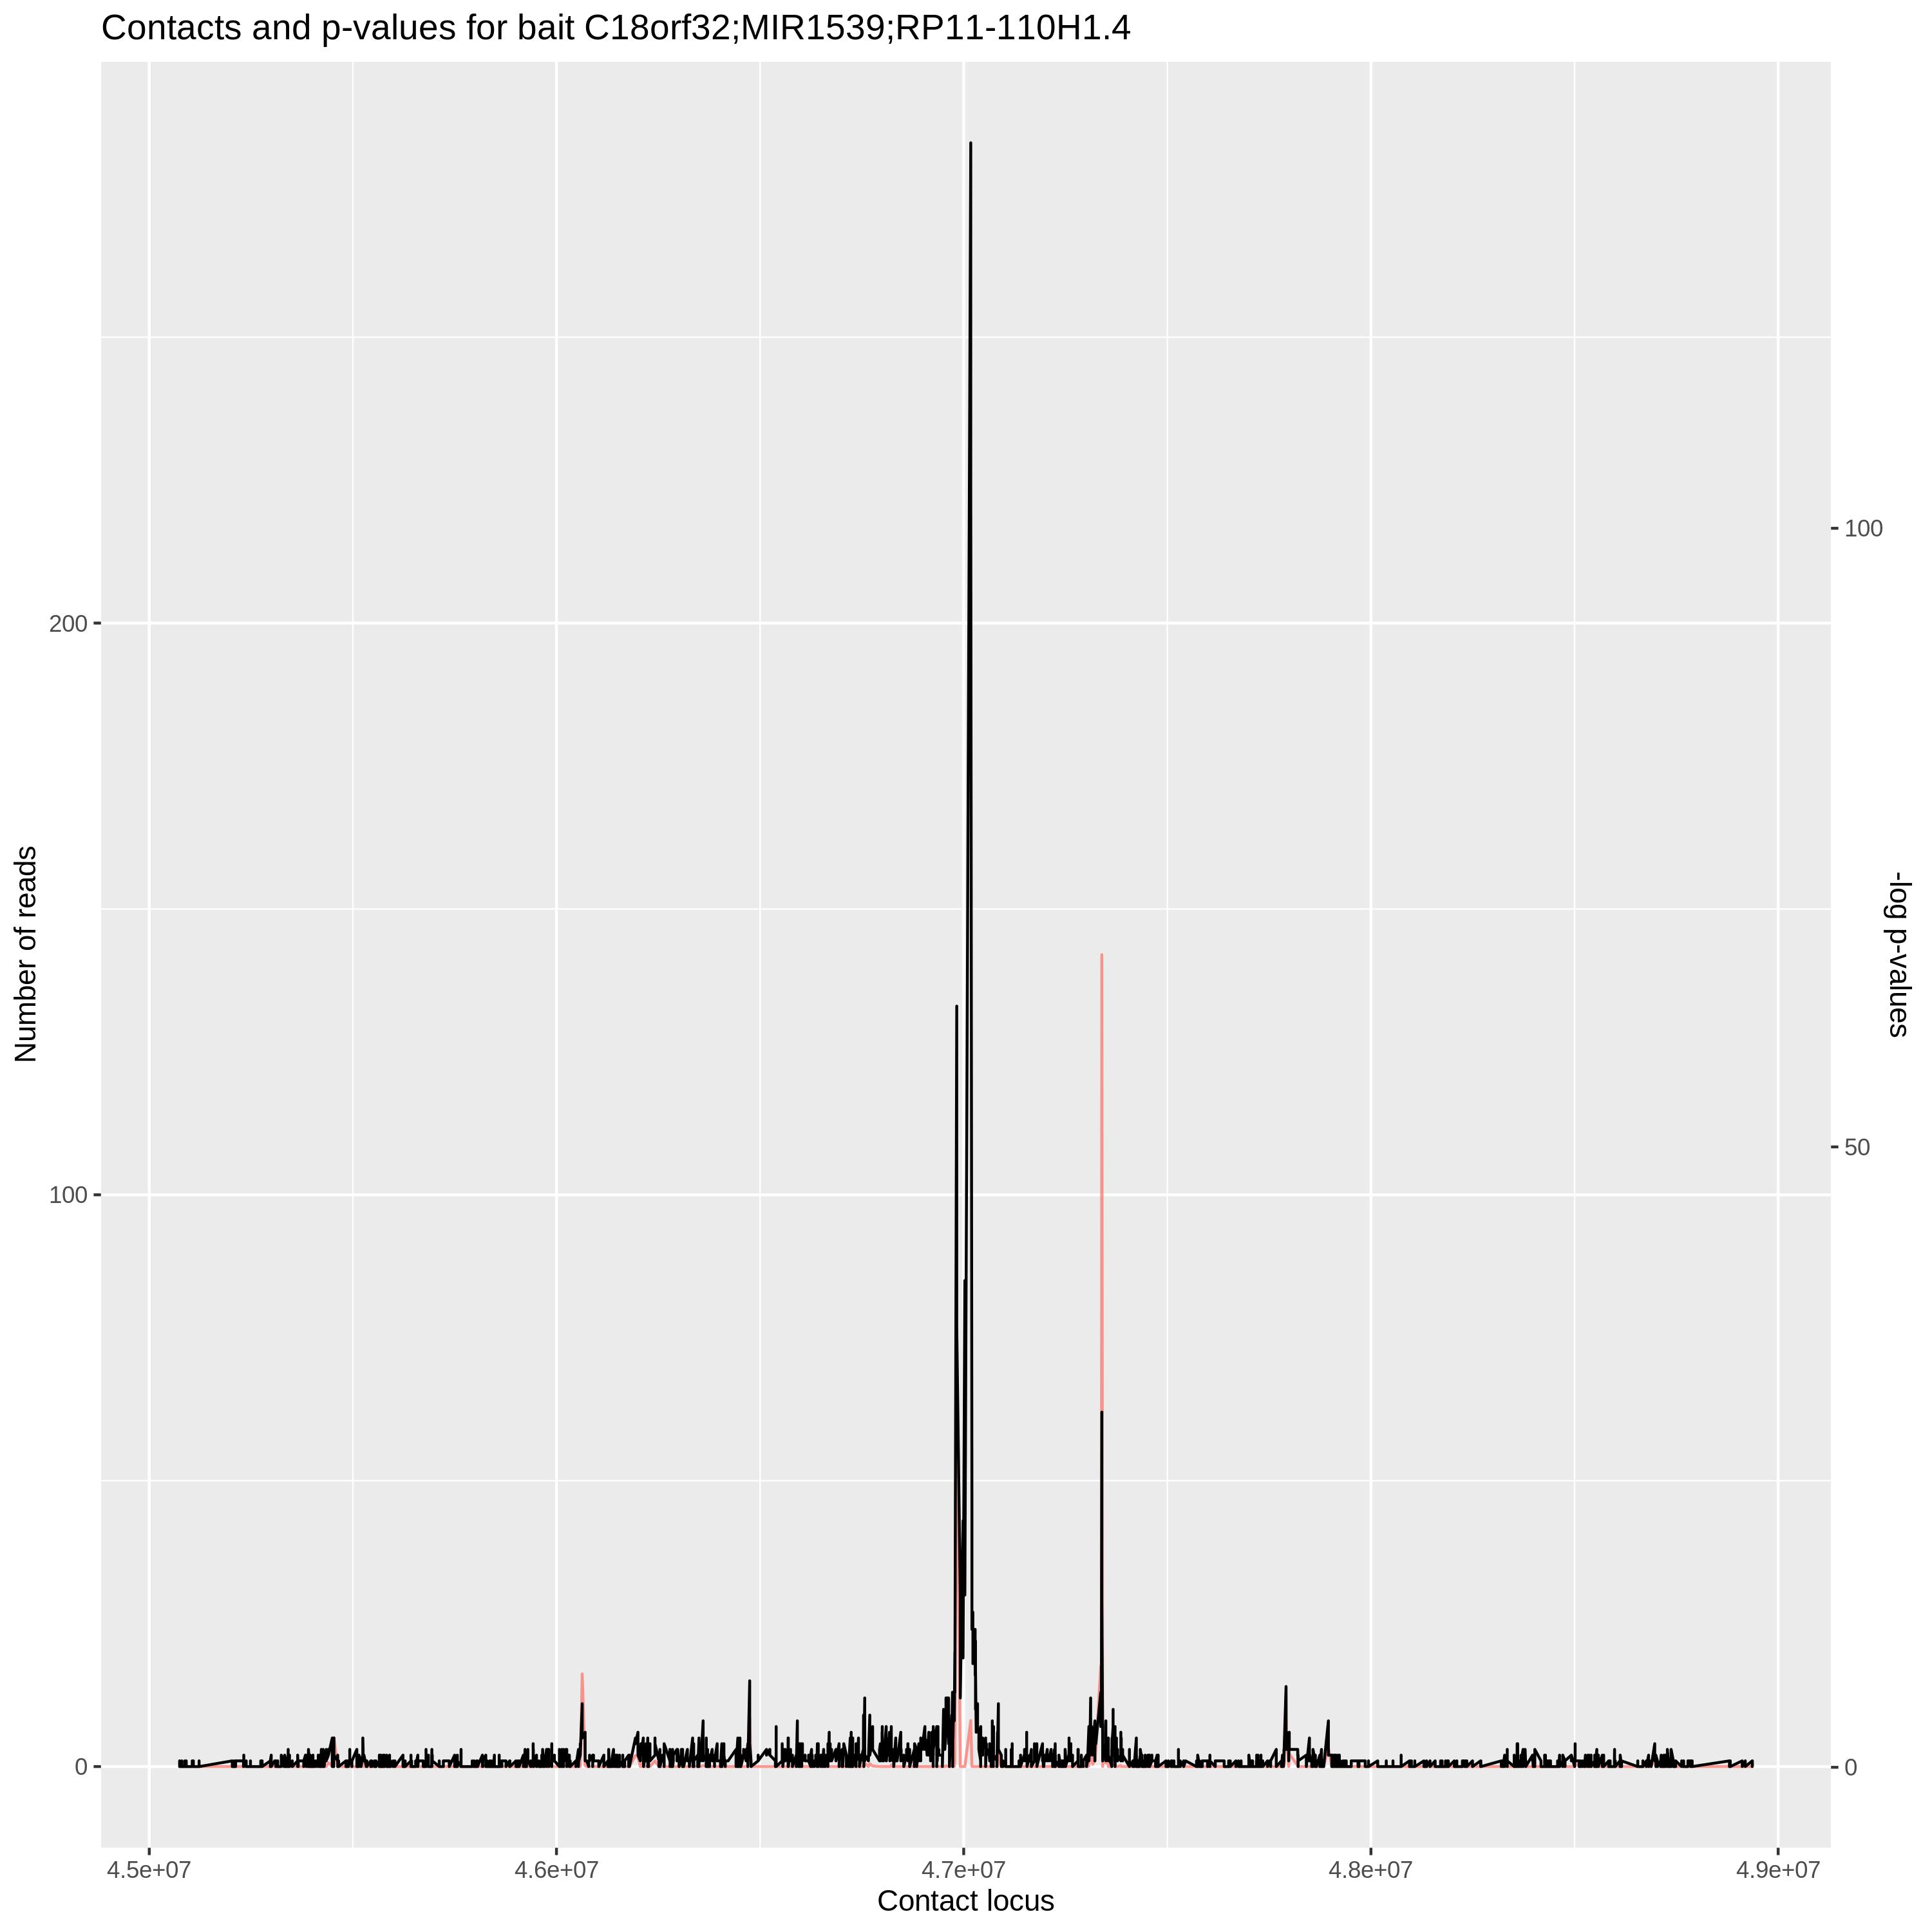 Contacts and p-values for bait C18orf32;MIR1539;RP11-110H1.4
Number of reads
200
100
0
-log p-values
100
50
0
4.5e+07
4.6e+07
4.7e+07
4.8e+07
4.9e+07
Contact locus